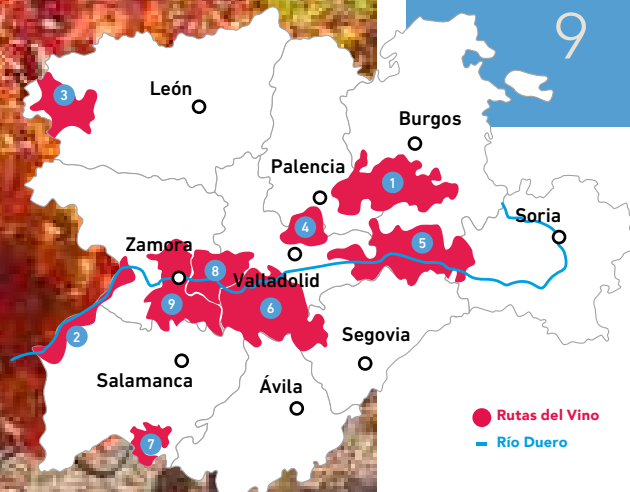 9
León
3
Burgos
Palencia
1
Soria
4
Zamora
5
8
Valladolid
9
6
2
Segovia
Salamanca
Ávila
7
Rutas del Vino
Río Duero